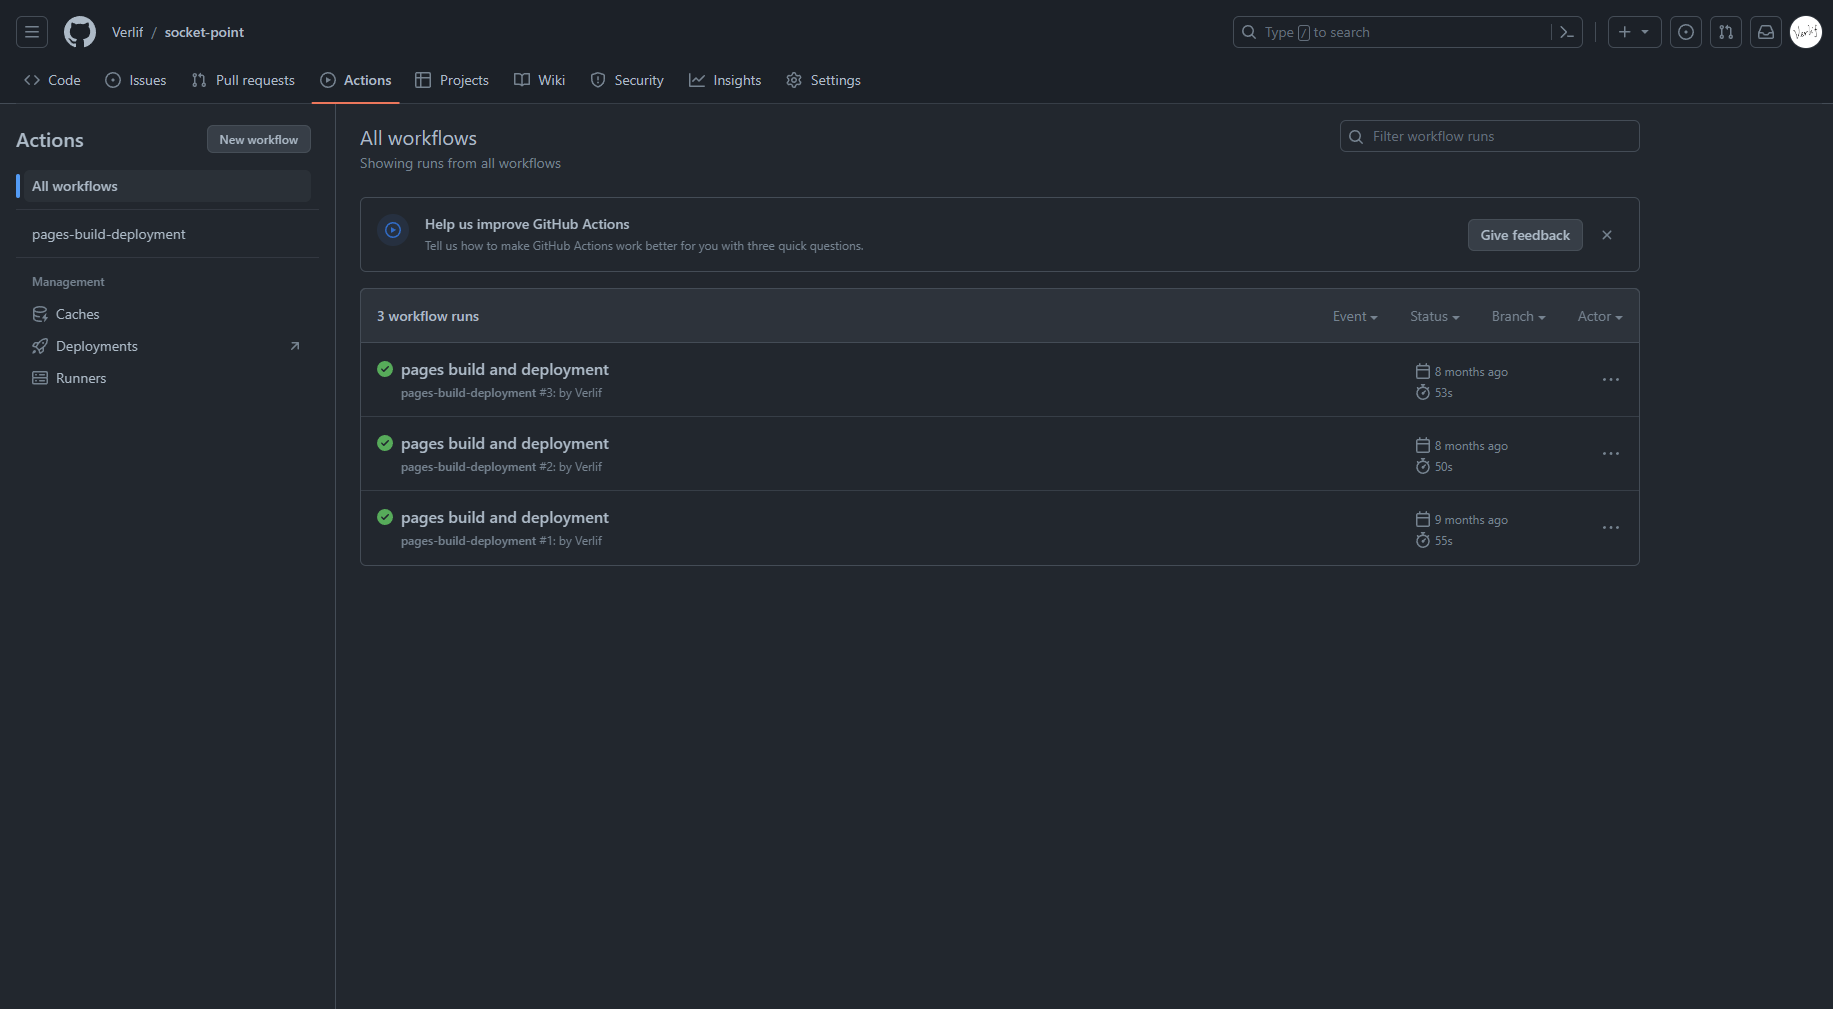 Verlif / socket-point
Type / to search
Verlif
Code
Issues
Pull requests
Actions
Projects
Wiki
Security
Insights
Settings
Actions
New workflow
All workflows
pages-build-deployment
Management
Caches
Deployments
Runners
All workflows
Showing runs from all workflows
Filter workflow runs
Help us improve GitHub Actions
Tell us how to make GitHub Actions work better for you with three quick questions.
Give feedback
3 workflow runs
Event
Status
Branch
Actor
pages build and deployment
pages-build-deployment #3: by Verlif
8 months ago
53s
pages build and deployment
pages-build-deployment #2: by Verlif
8 months ago
50s
pages build and deployment
pages-build-deployment #1: by Verlif
9 months ago
55s